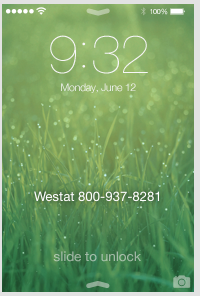 100%
9:32
Monday, June 12
Westat 800-937-8281
slide to unlock